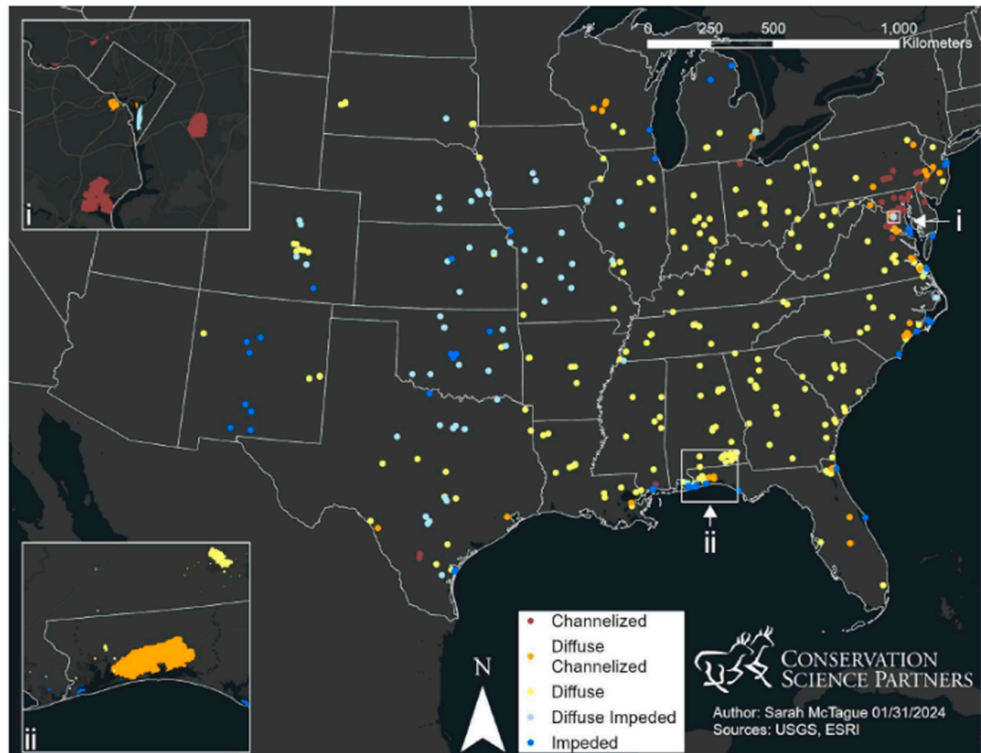 0 250 500 1,000
Kilometers
i
i
ii
ii
N
Channelized
Diffuse
Channelized
Diffuse
Diffuse Impeded
Impeded
CONSERVATION
SCIENCE PARTNERS
Author: Sarah McTague 01/31/2024
Sources: USGS, ESRI